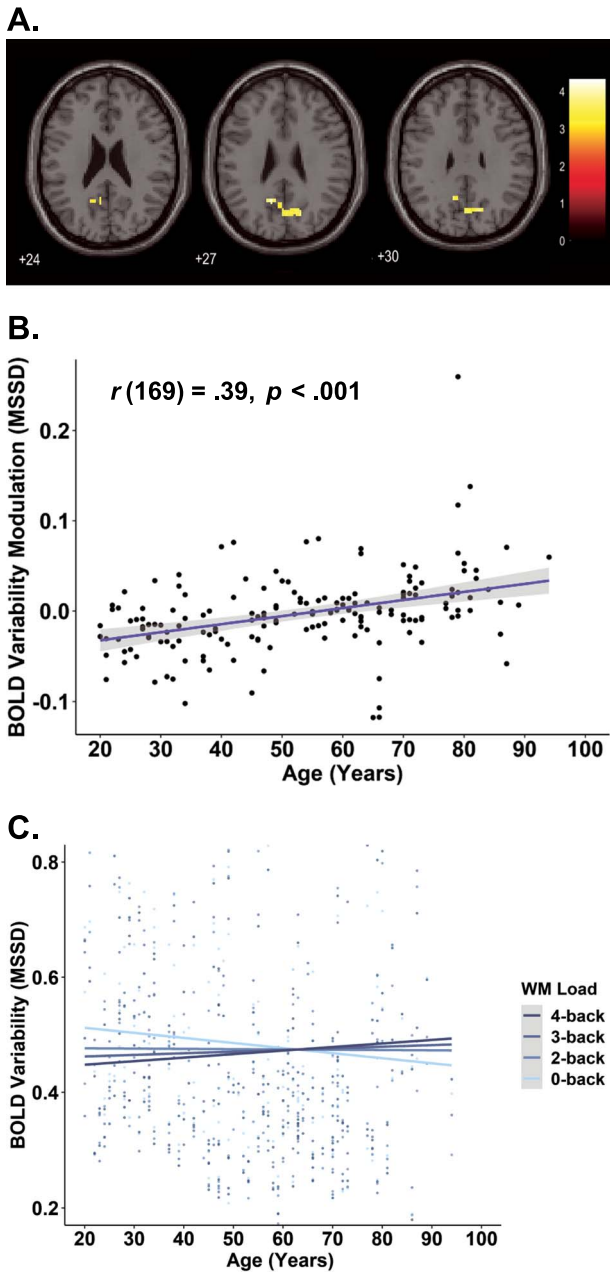 A.
4
3
2
1
0
+24
+27
+30
B.
r (169) = .39, p < .001
BOLD Variability Modulation (MSSD)
0.2
0.1
0.0
-0.1
20 30 40 50 60 70 80 90 100
Age (Years)
C.
BOLD Variability (MSSD)
0.8
0.6
0.4
0.2
20 30 40 50 60 70 80 90 100
Age (Years)
WM Load
4-back
3-back
2-back
0-back